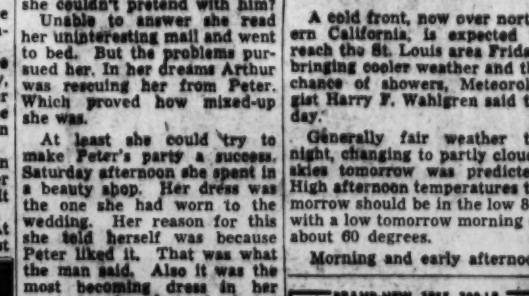 she couldn't pretend with him?
Unable to answer she read
her uninteresting mail and went
to bed. But the problems pur-
sued her. In her dreams Arthur
was rescuing her from Peter.
Which proved how mixed-up
she was.
At least she could try to
make Peter's party a success.
Saturday afternoon she spent in
a beauty shop. Her dress was
the one she had worn to the
wedding. Her reason for this
she told herself was because
Peter liked it. That was what
the man said. Also it was the
most becoming dress in her
A cold front, now over nor
ern California, is expected
reach the St. Louis area Frida
bringing cooler weather and th
chance of showers, Meteorol
gist Harry F. Wahlgren said
day.
Generally fair weather t
night, changing to partly clou
skies tomorrow was predicte
High afternoon temperatures
morrow should be in the low 8
with a low tomorrow morning
about 60 degrees.
Morning and early afternoo